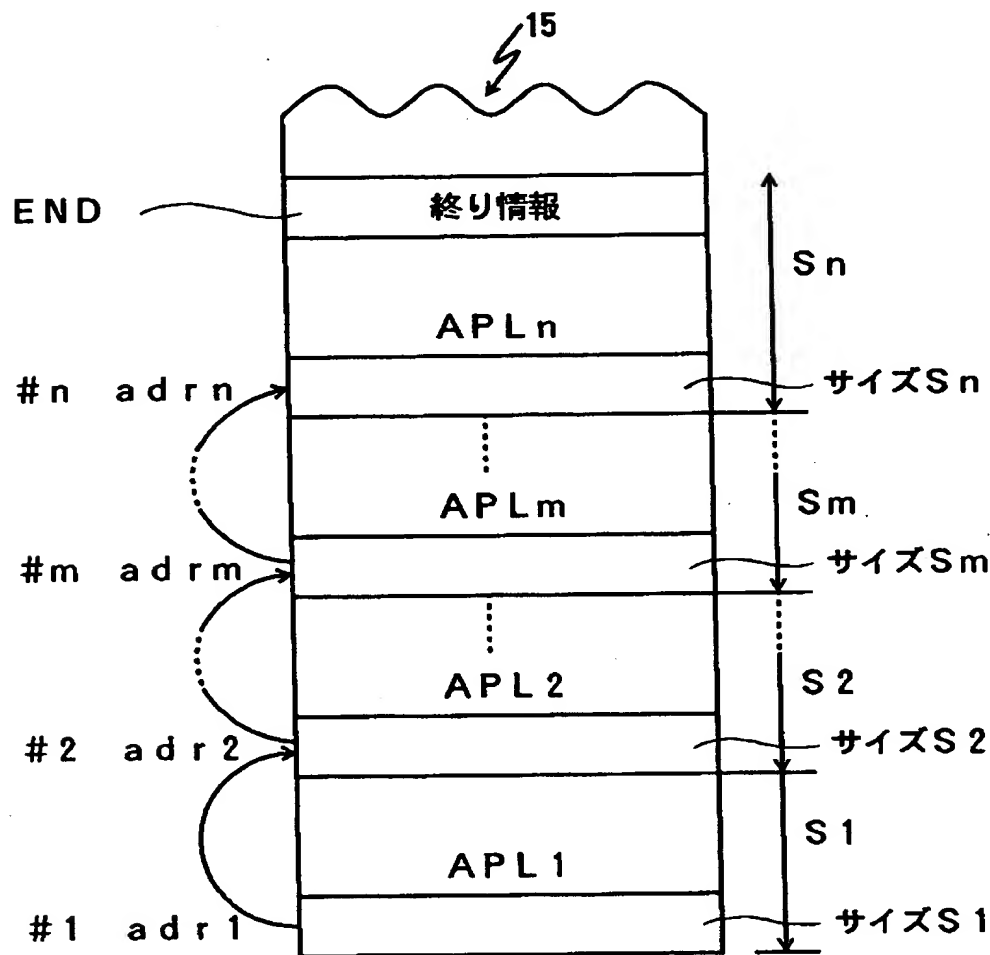 15
END
終り情報
Sn
APLn
#n adrn
サイズSn
Sm
APLm
#m adrm
サイズSm
S2
APL2
#2 adr2
サイズS2
S1
APL1
#1 adr1
サイズS1